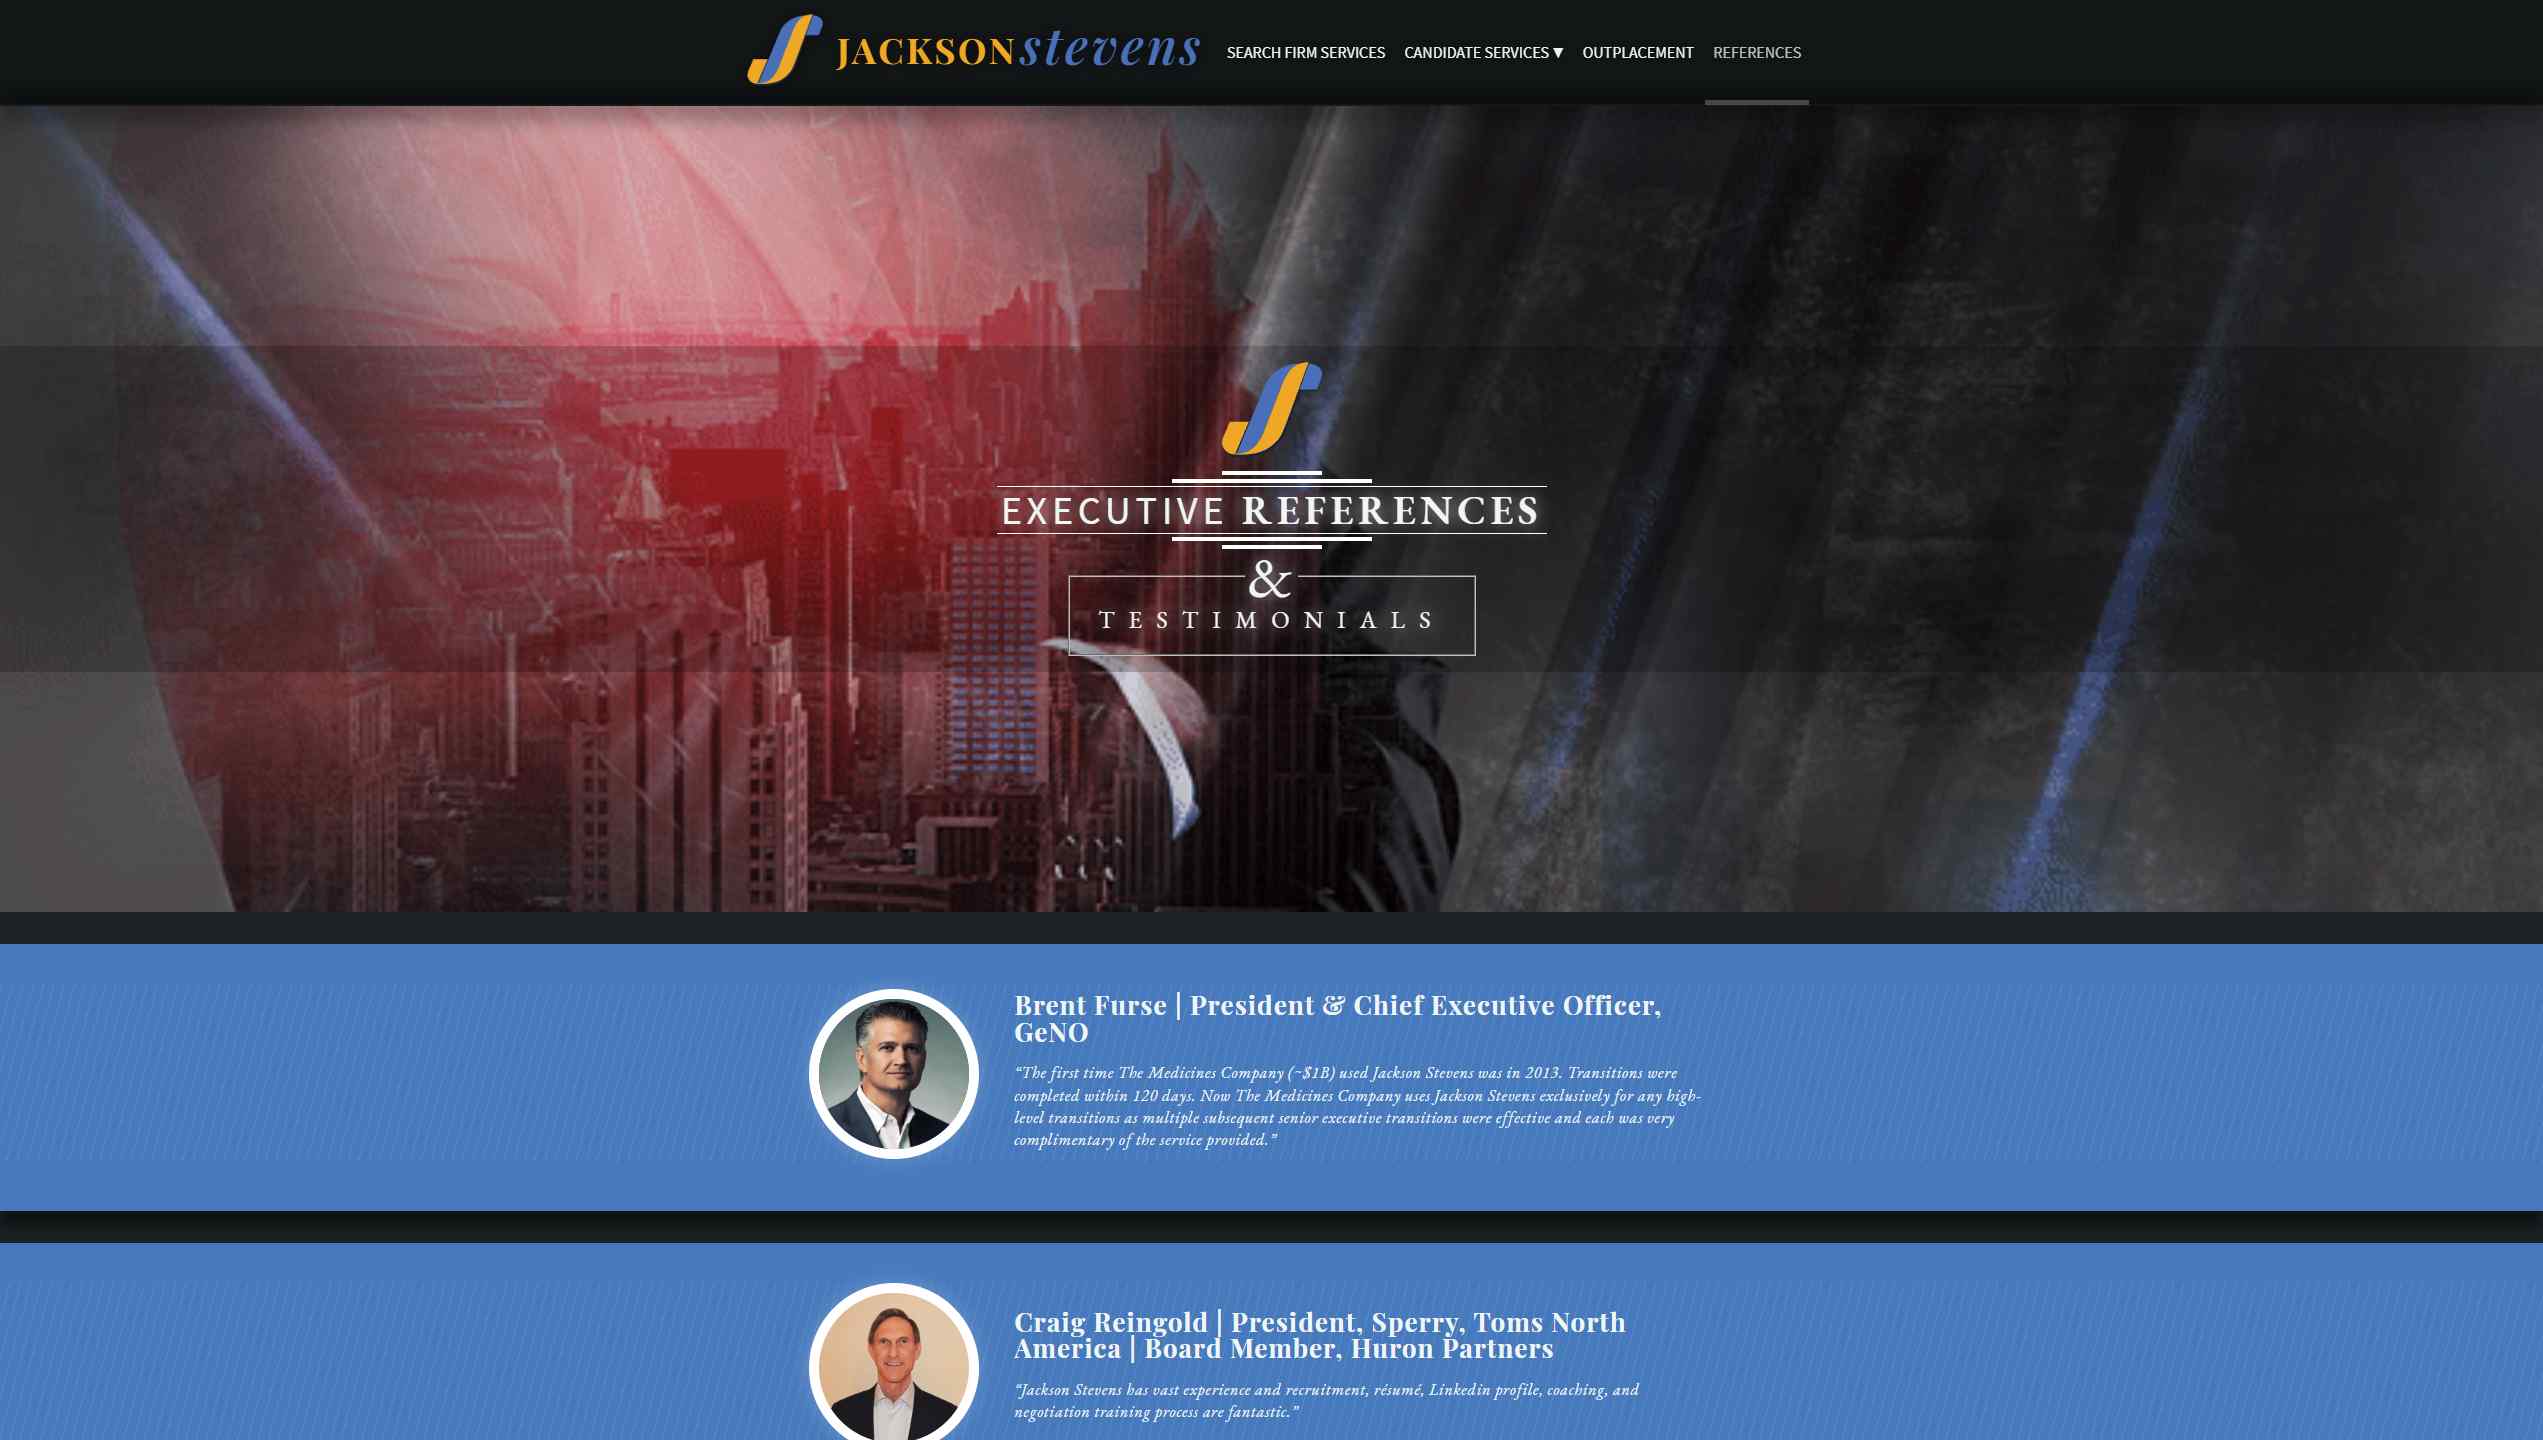 JACKSON stevens
SEARCH FIRM SERVICES CANDIDATE SERVICES ▼ OUTPLACEMENT REFERENCES
EXECUTIVE REFERENCES
&
TESTIMONIALS
Brent Furse | President & Chief Executive Officer,
GeNO
“The first time The Medicines Company (~$1B) used Jackson Stevens was in 2013. Transitions were
completed within 120 days. Now The Medicines Company uses Jackson Stevens exclusively for any high-
level transitions as multiple subsequent senior executive transitions were effective and each was very
complimentary of the service provided.”
Craig Reingold | President, Sperry, Toms North
America | Board Member, Huron Partners
“Jackson Stevens has vast experience and recruitment, résumé, Linkedin profile, coaching, and
negotiation training process are fantastic.”